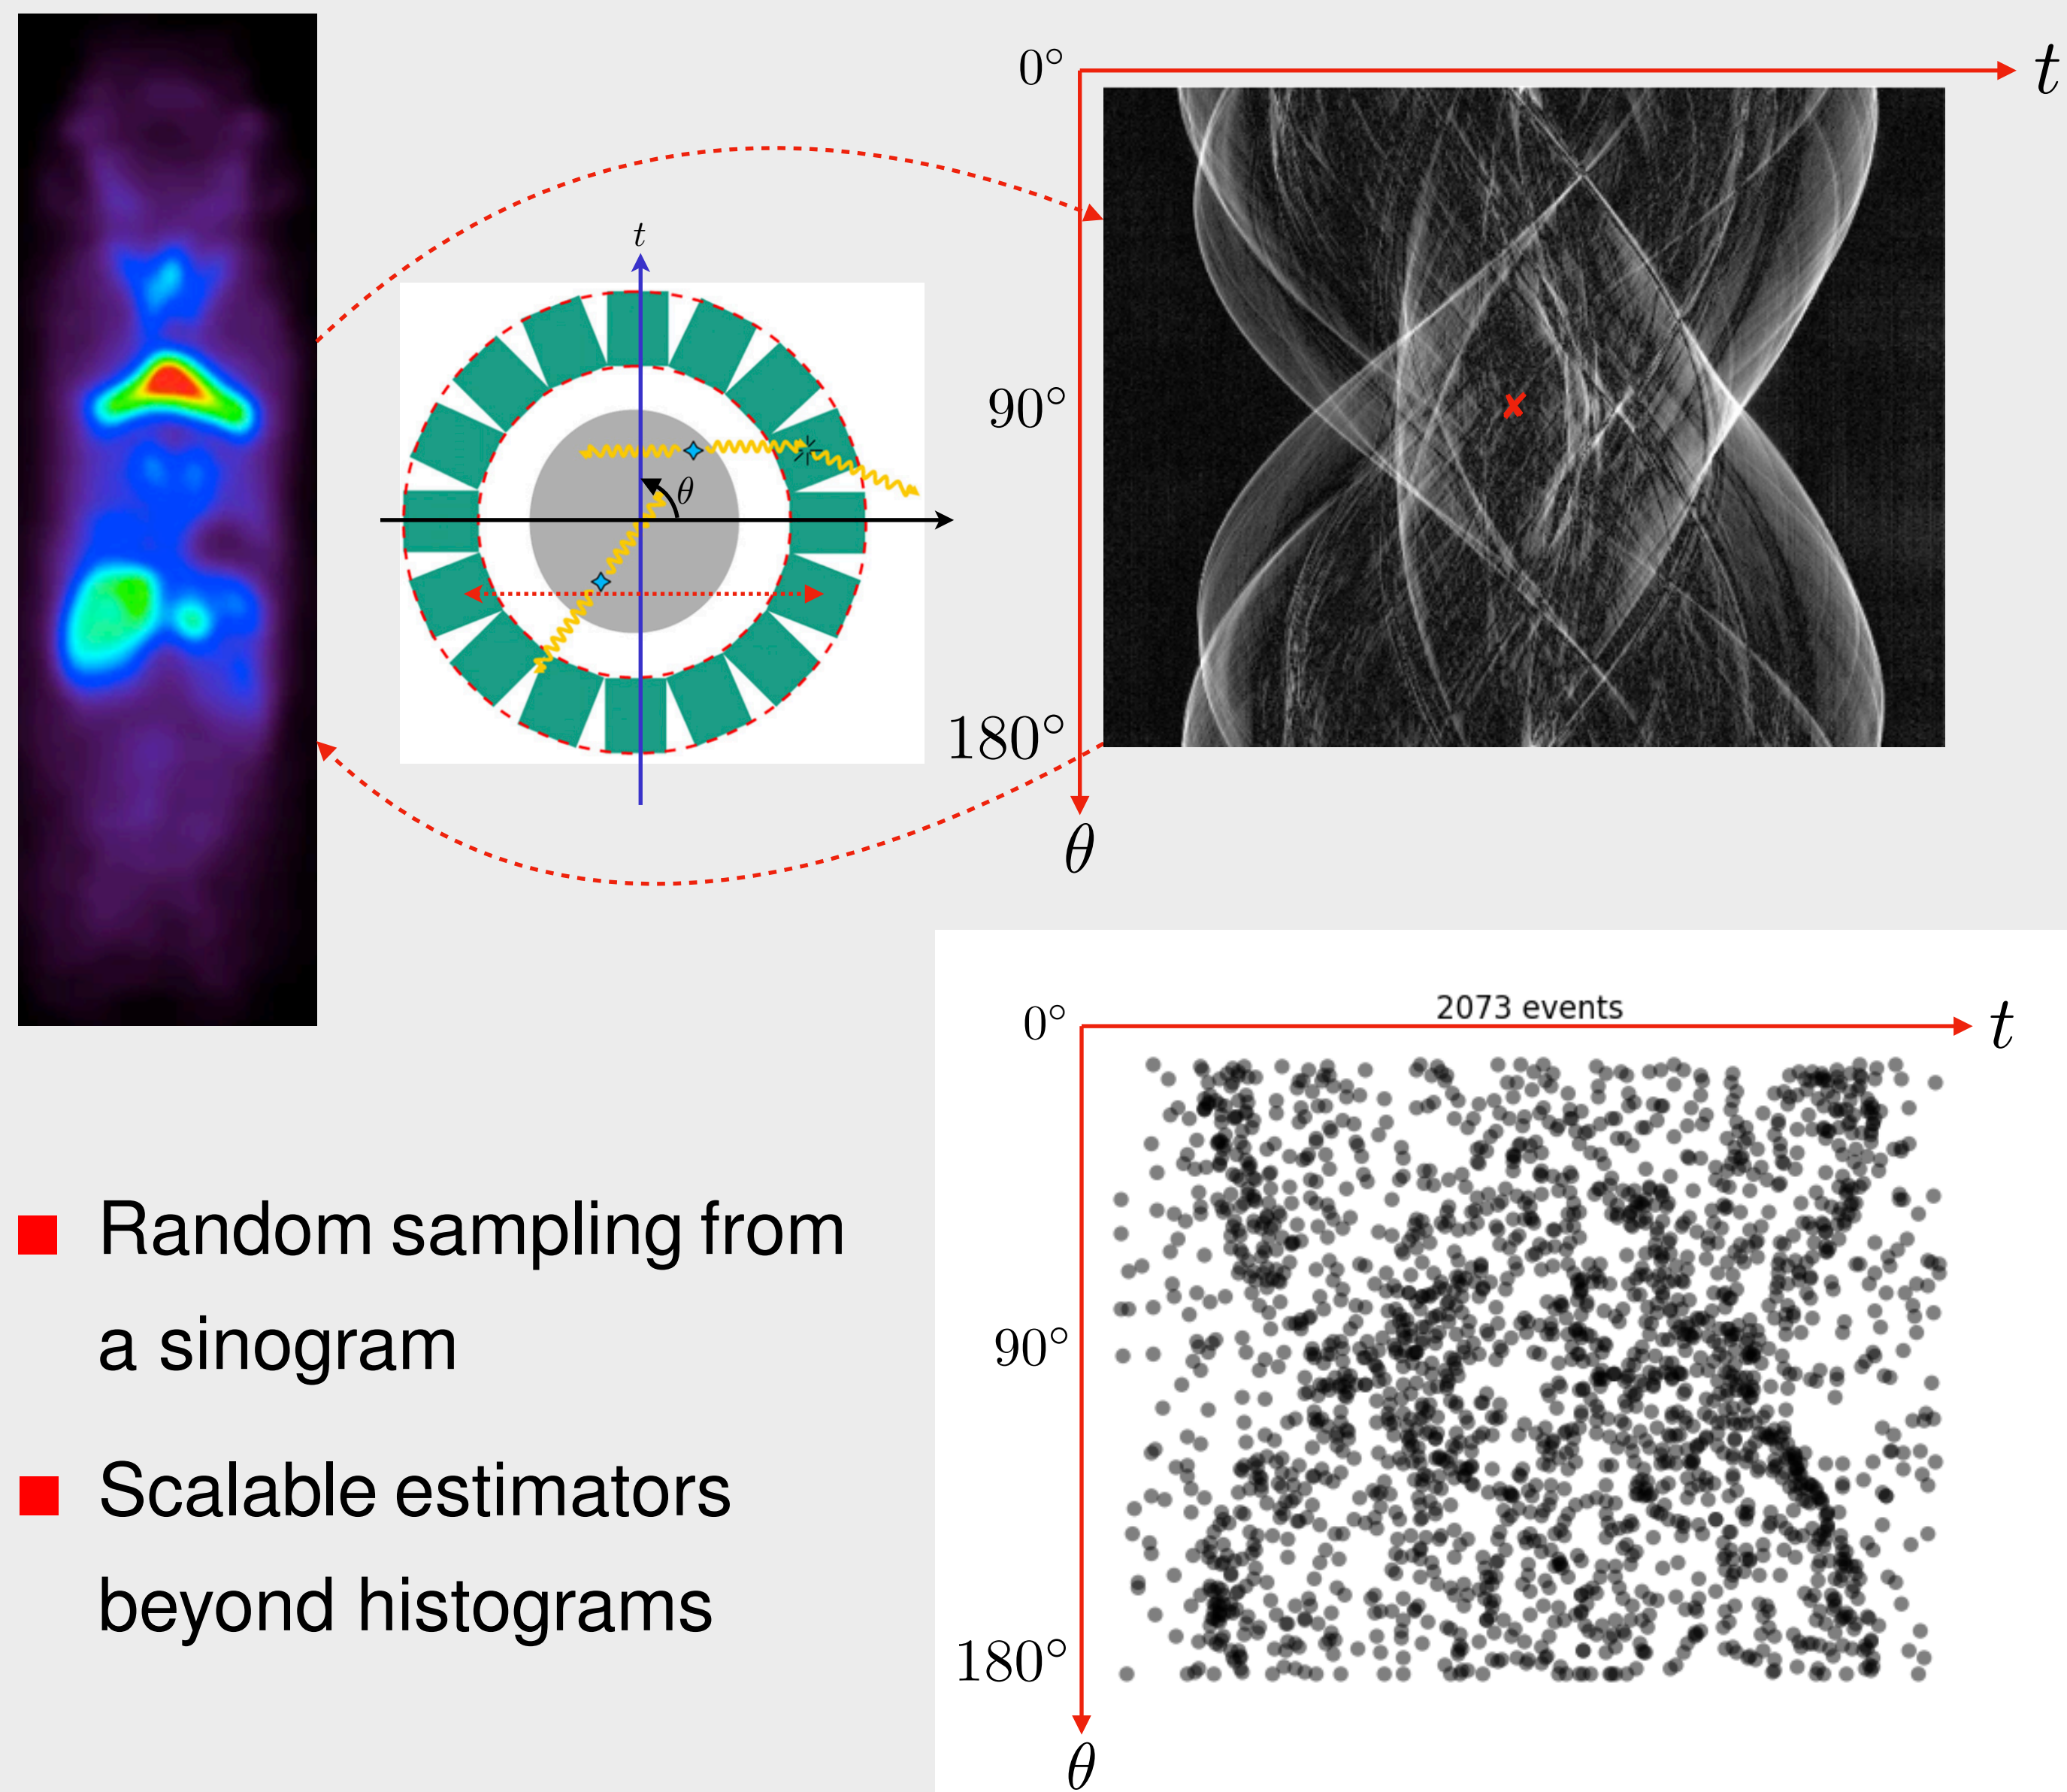 0° t
t
θ
90°
180°
θ
2073 events
0° t
90°
180°
θ
Random sampling from
a sinogram
Scalable estimators
beyond histograms